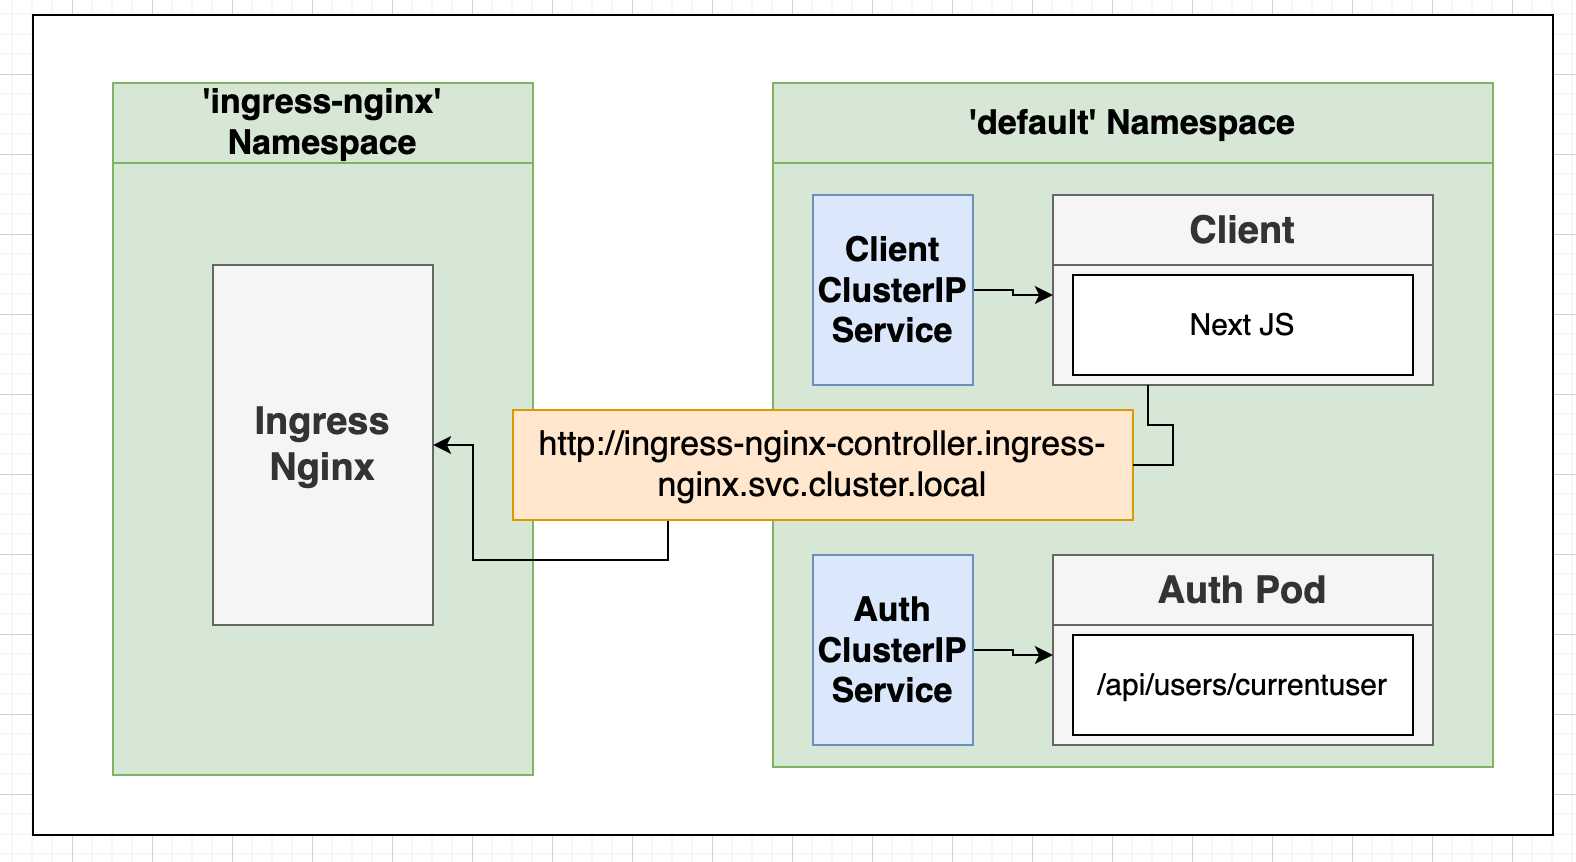 'ingress-nginx'
Namespace
'default' Namespace
Client
ClusterIP
Service
Client
Next JS
Ingress
Nginx
http://ingress-nginx-controller.ingress-
nginx.svc.cluster.local
Auth
ClusterIP
Service
Auth Pod
/api/users/currentuser